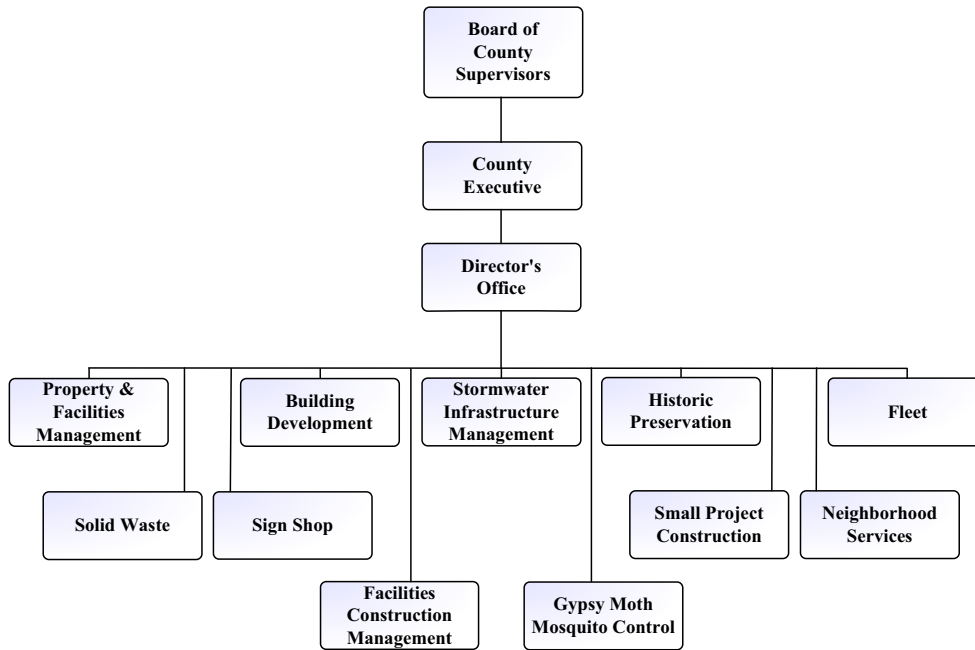 Board of
County
Supervisors
County
Executive
Director's
Office
Property &
Facilities
Management
Building
Development
Stormwater
Infrastructure
Management
Historic
Preservation
Fleet
Solid Waste
Sign Shop
Small Project
Construction
Neighborhood
Services
Facilities
Construction
Management
Gypsy Moth
Mosquito Control